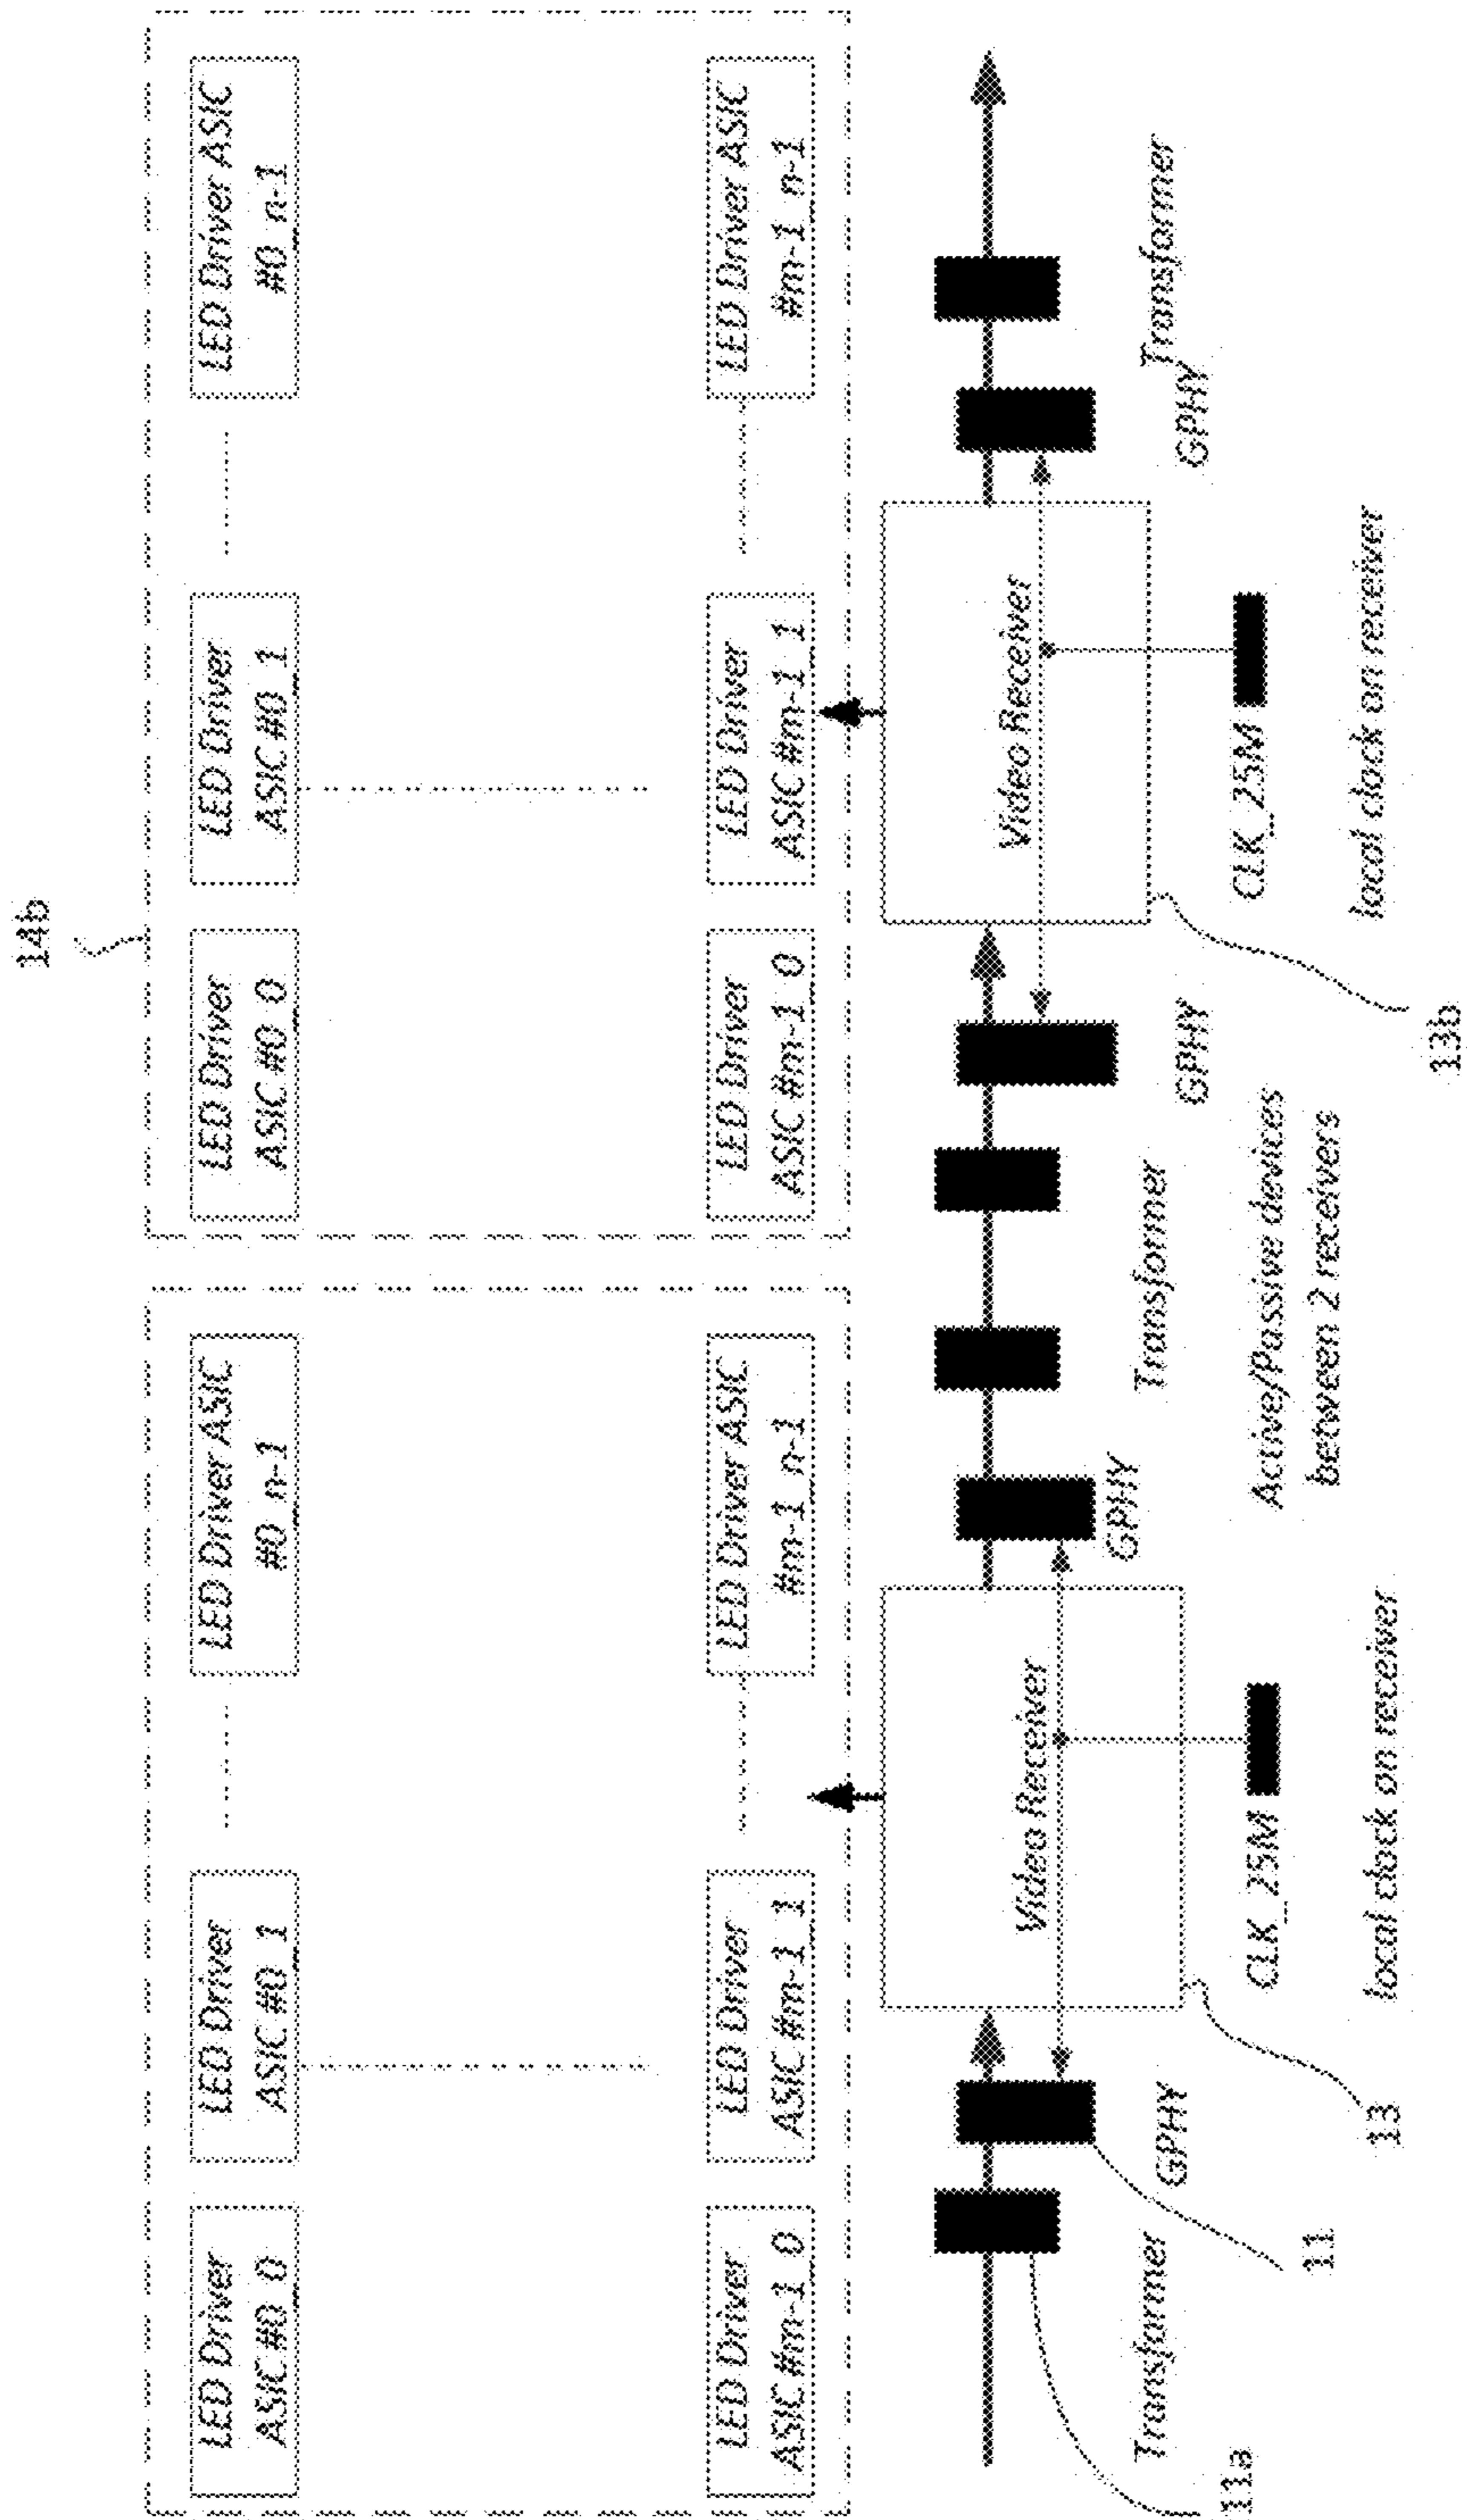 14b
LED Driver
ASIC #0_0
LED Driver
ASIC #0_1
LED Driver ASIC
#0_n-1
LED Driver
ASIC #0_0
LED Driver
ASIC #0_1
LED Driver ASIC
#0_n-1
LED Driver
ASIC #m-1_0
LED Driver
ASIC #m-1_1
LED Driver ASIC
#m-1_n-1
LED Driver
ASIC #m-1_0
LED Driver
ASIC #m-1_1
LED Driver ASIC
#m-1_n-1
Video Receiver
Video Receiver
Transformer
GPHY
GPHY
Transformer
GPHY
GPHY
Transformer
11a
11
13
CLK_25M
local clock on receiver
Active/Passive devices
between 2 receivers
13b
CLK_25M
local clock on receiver